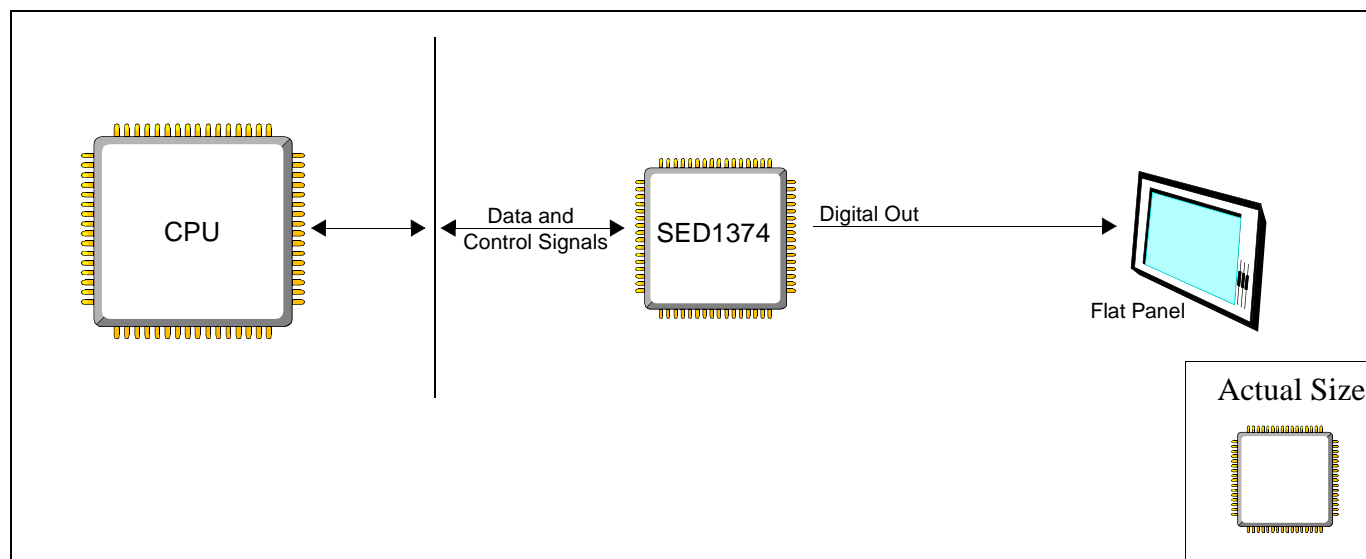 CPU
Data and
Control Signals
SED1374
Digital Out
Flat Panel
Actual Size